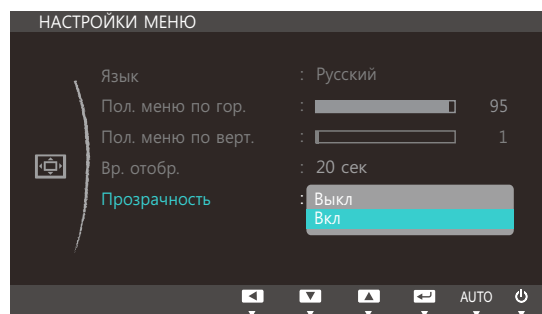 НАСТРОЙКИ МЕНЮ
Язык : Русский
Пол. меню по гор. : 95
Пол. меню по верт. : 1
Вр. отобр. : 20 сек
Прозрачность : Выкл
Вкл
AUTO